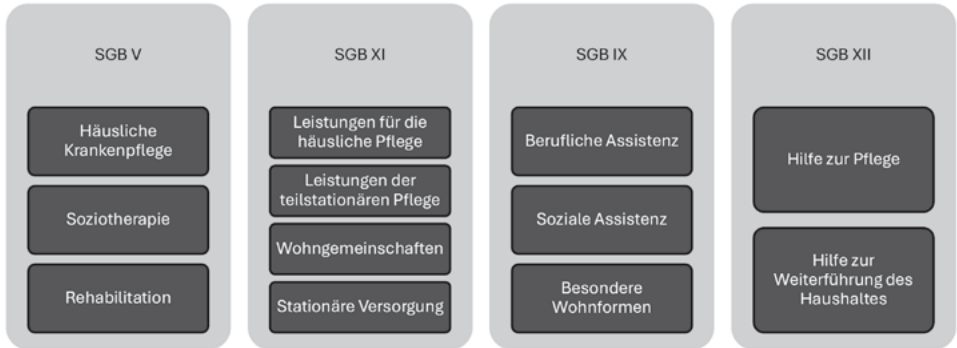 SGB V
Häusliche
Krankenpflege
Soziotherapie
Rehabilitation
SGB XI
Leistungen für die
häusliche Pflege
Leistungen der
teilstationären Pflege
Wohngemeinschaften
Stationäre Versorgung
SGB IX
Berufliche Assistenz
Soziale Assistenz
Besondere
Wohnformen
SGB XII
Hilfe zur Pflege
Hilfe zur
Weiterführung des
Haushaltes